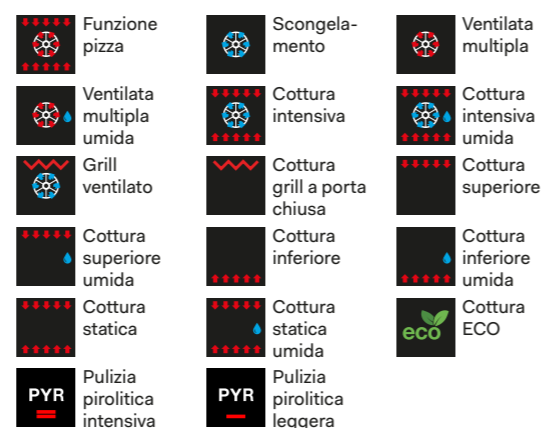 Funzione
pizza
Scongela-
mento
Ventilata
multipla
Ventilata
multipla
umida
Cottura
intensiva
Cottura
intensiva
umida
Grill
ventilato
Cottura
grill a porta
chiusa
Cottura
superiore
Cottura
superiore
umida
Cottura
inferiore
Cottura
inferiore
umida
Cottura
statica
Cottura
statica
umida
eco
Cottura
ECO
PYR
Pulizia
pirolitica
intensiva
PYR
Pulizia
pirolitica
leggera